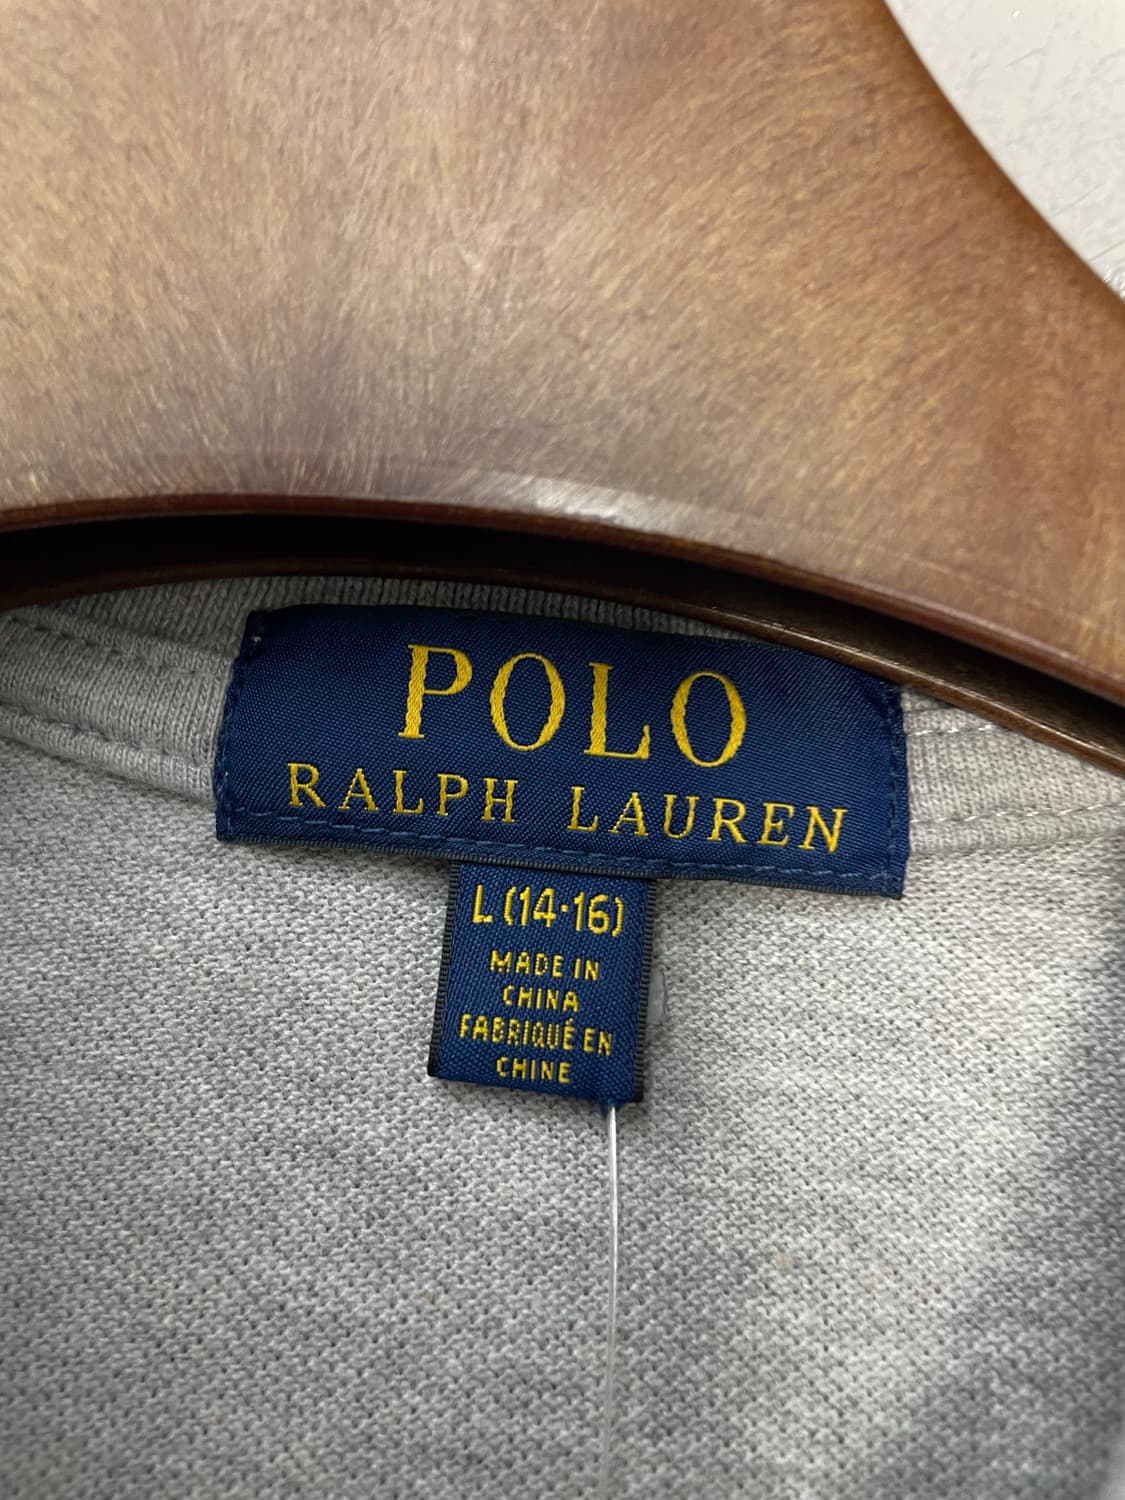 POLO
RALPH LAUREN
L (14-16)
MADE IN
CHINA
FABRIQUÉ EN
CHINE